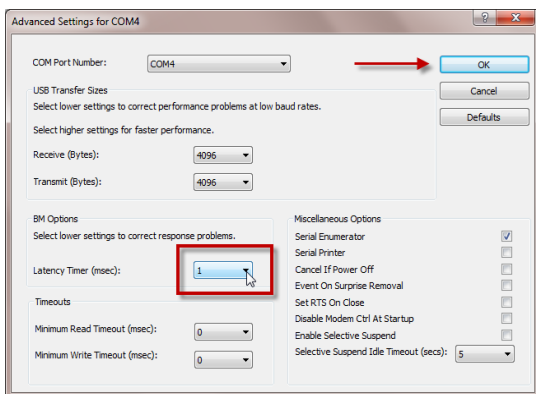 Advanced Settings for COM4
COM Port Number: COM4
OK
USB Transfer Sizes
Cancel
Select lower settings to correct performance problems at low baud rates.
Defaults
Select higher settings for faster performance.
Receive (Bytes): 4096
Transmit (Bytes): 4096
BM Options
Select lower settings to correct response problems.
Latency Timer (msec): 1
Timeouts
Minimum Read Timeout (msec): 0
Minimum Write Timeout (msec): 0
Miscellaneous Options
Serial Enumerator
Serial Printer
Cancel If Power Off
Event On Surprise Removal
Set RTS On Close
Disable Modem Ctrl At Startup
Enable Selective Suspend
Selective Suspend Idle Timeout (secs): 5